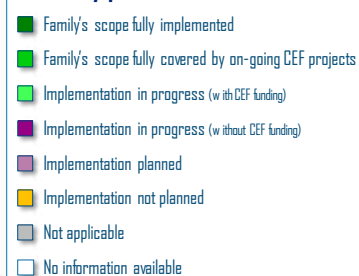 Family's scope fully implemented
Family's scope fully covered by on-going CEF projects
Implementation in progress (with CEF funding)
Implementation in progress (without CEF funding)
Implementation planned
Implementation not planned
Not applicable
No information available